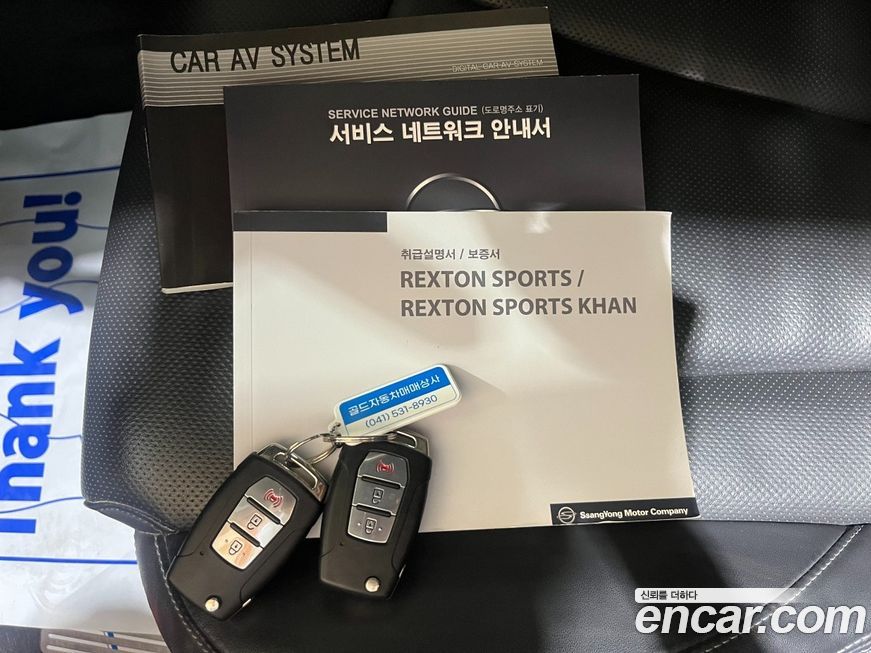 CAR AV SYSTEM
DIGITAL CAR AV SYSTEM
SERVICE NETWORK GUIDE (도로명주소 표기)
서비스 네트워크 안내서
취급설명서 / 보증서
REXTON SPORTS /
REXTON SPORTS KHAN
Thank you!
골드자동차매매상사
(041) 531-8930
SsangYong Motor Company
신뢰를 더하다
encar.com